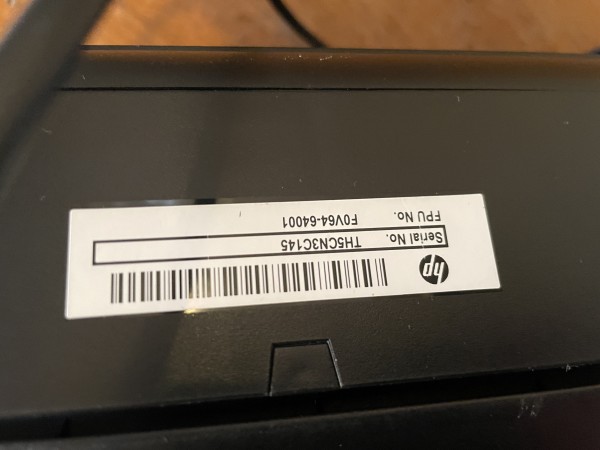 hp
Serial No. TH5CN3C145
FPU No. F0V64-64001